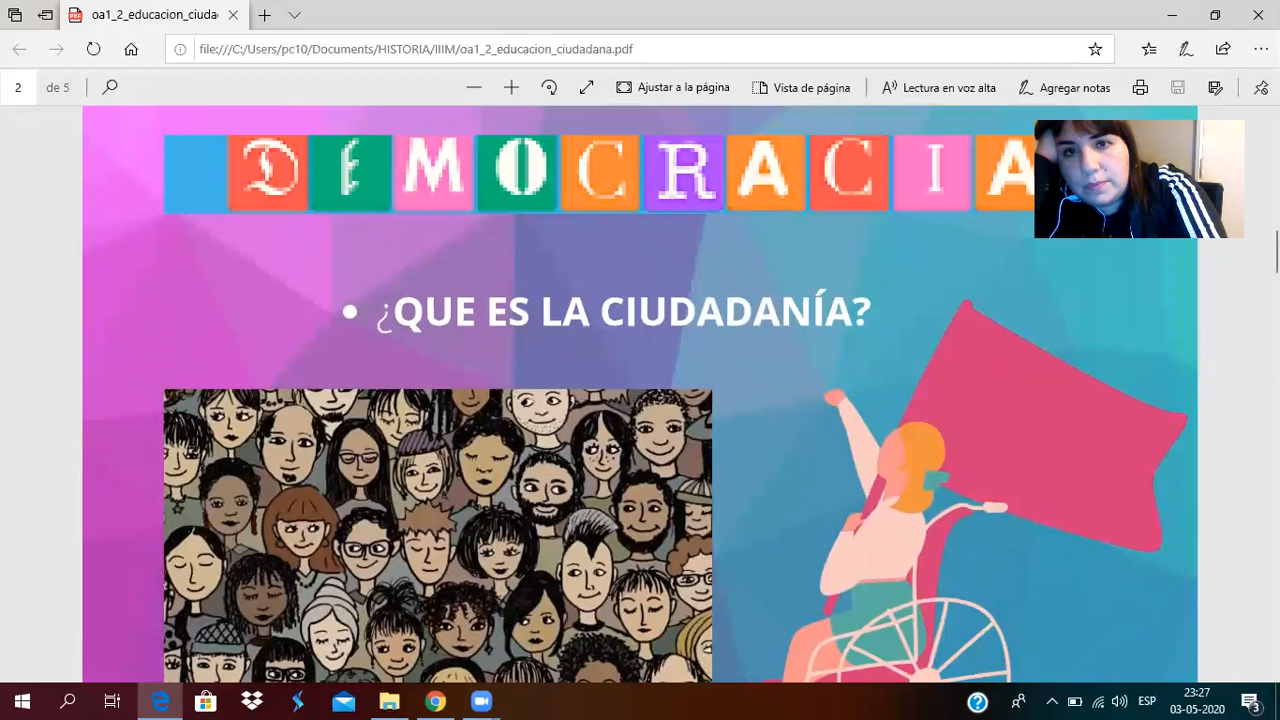 oa1_2_educacion_ciuda
file:///C:/Users/pc10/Documents/HISTORIA/IIIM/oa1_2_educacion_ciudadana.pdf
2 de 5 Ajustar a la página Vista de página Lectura en voz alta Agregar notas
DEMOCRACIA
• ¿QUE ES LA CIUDADANÍA?
ESP
23:27
03-05-2020
3